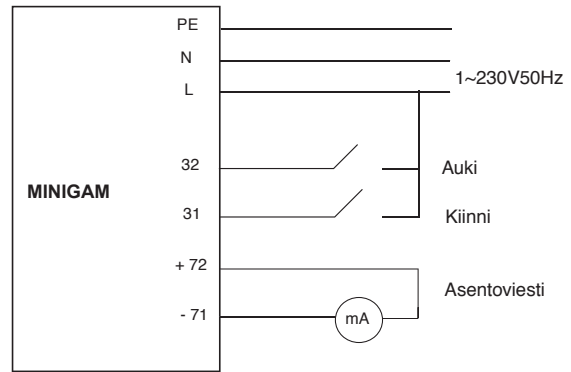 PE
N
L
1~230V50Hz
32
Auki
MINIGAM
31
Kiinni
+ 72
Asentoviesti
- 71
mA